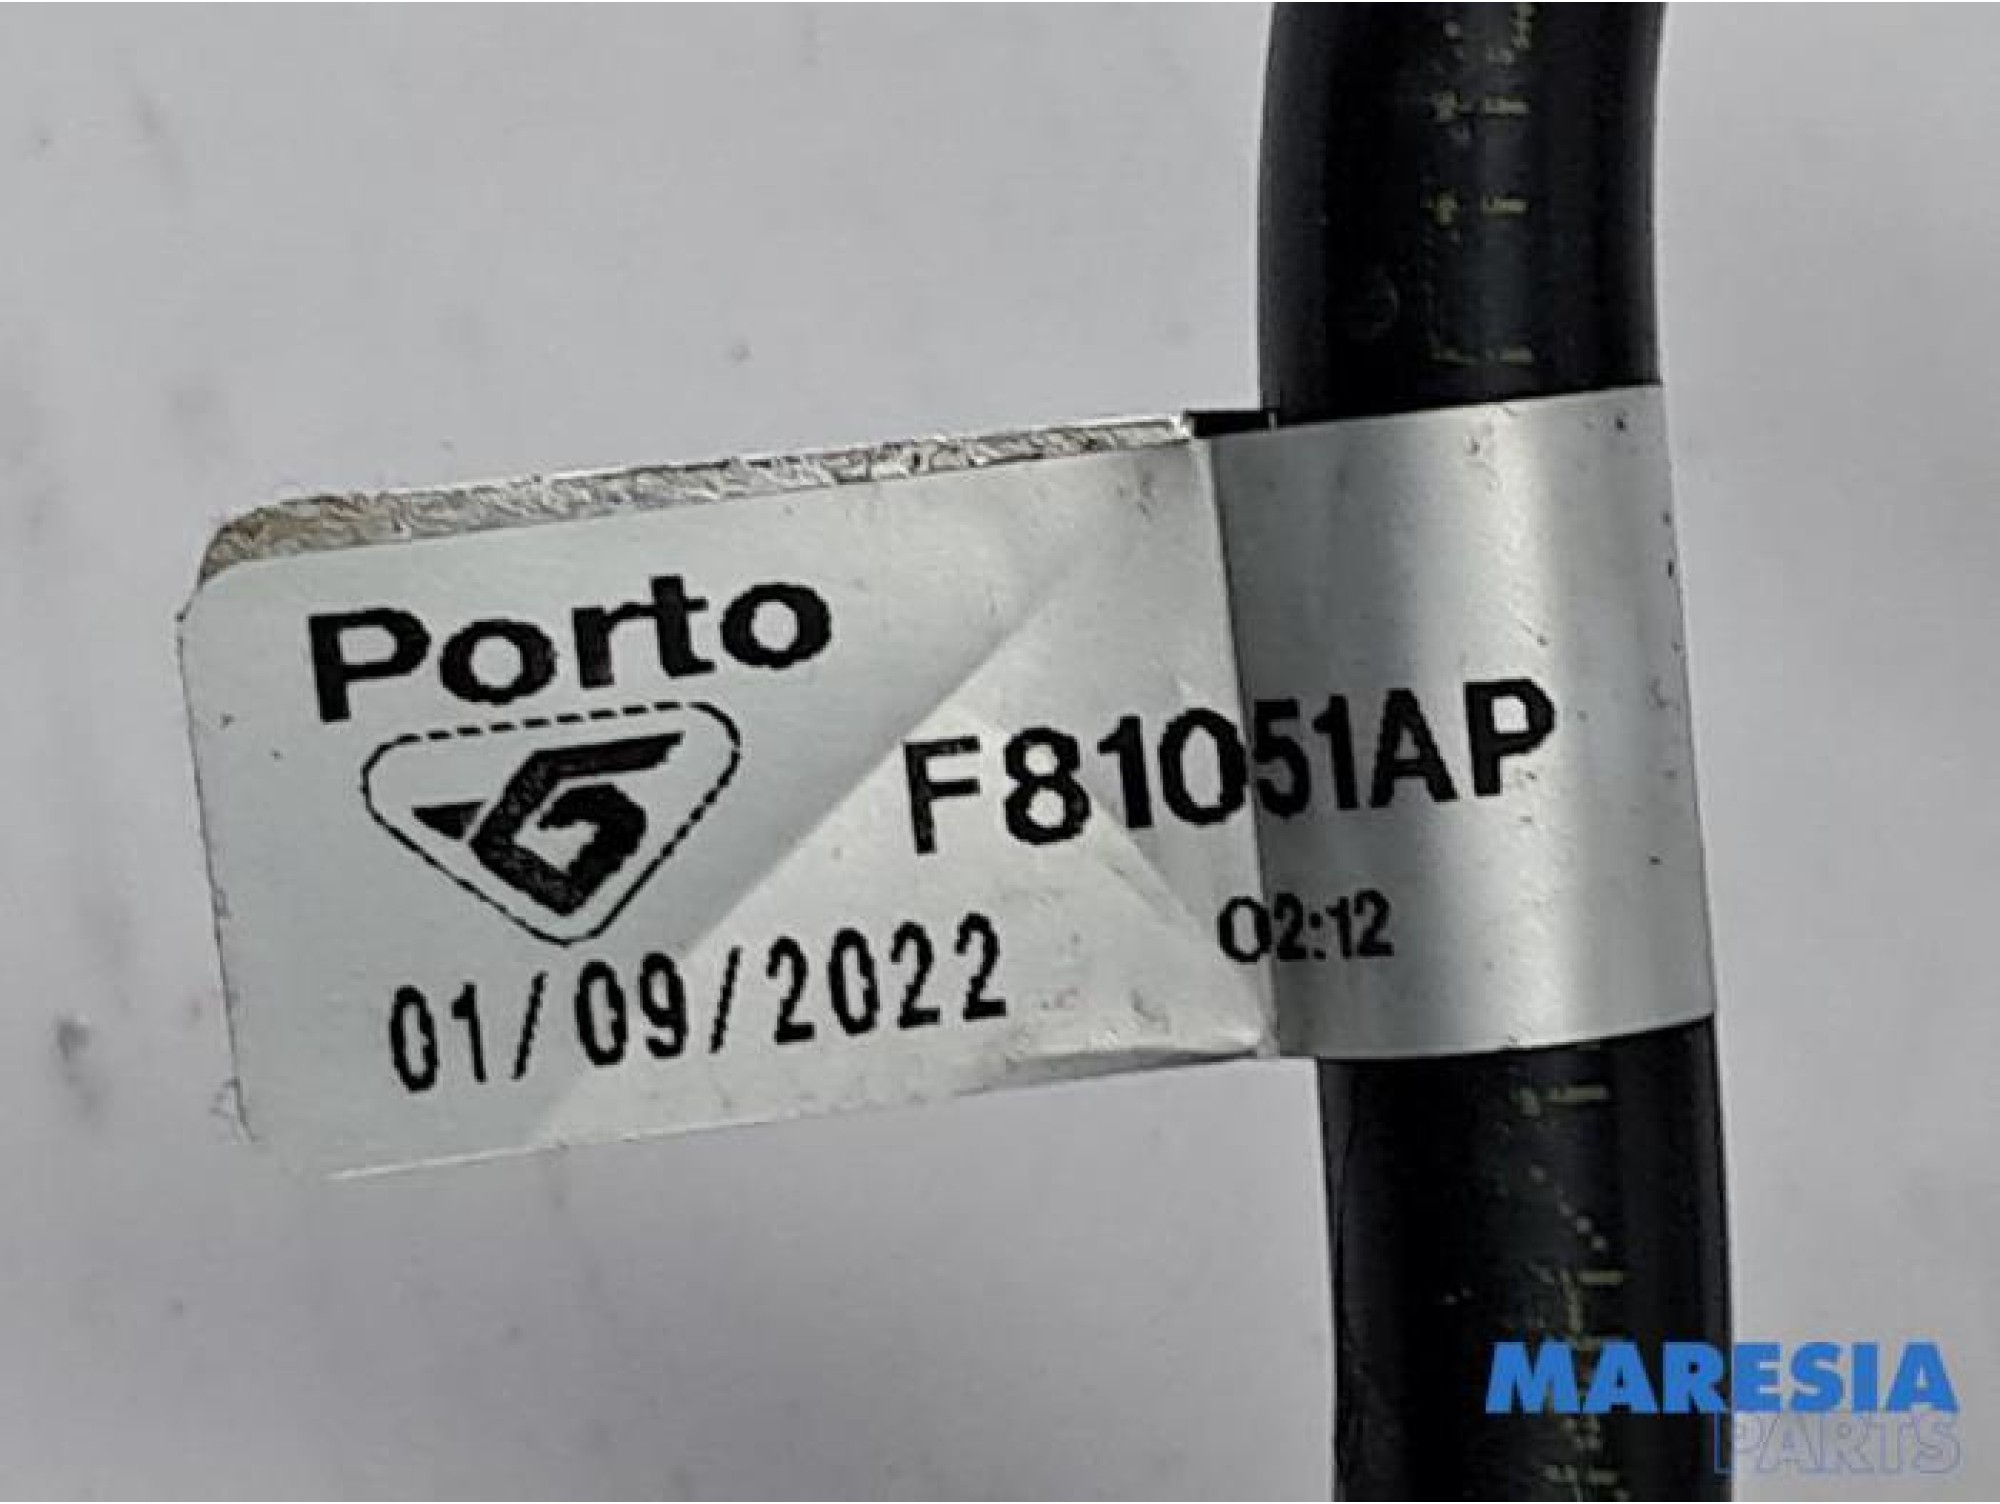 Porto
F81051AP
02:12
01/09/2022
MARESIA
PARTS